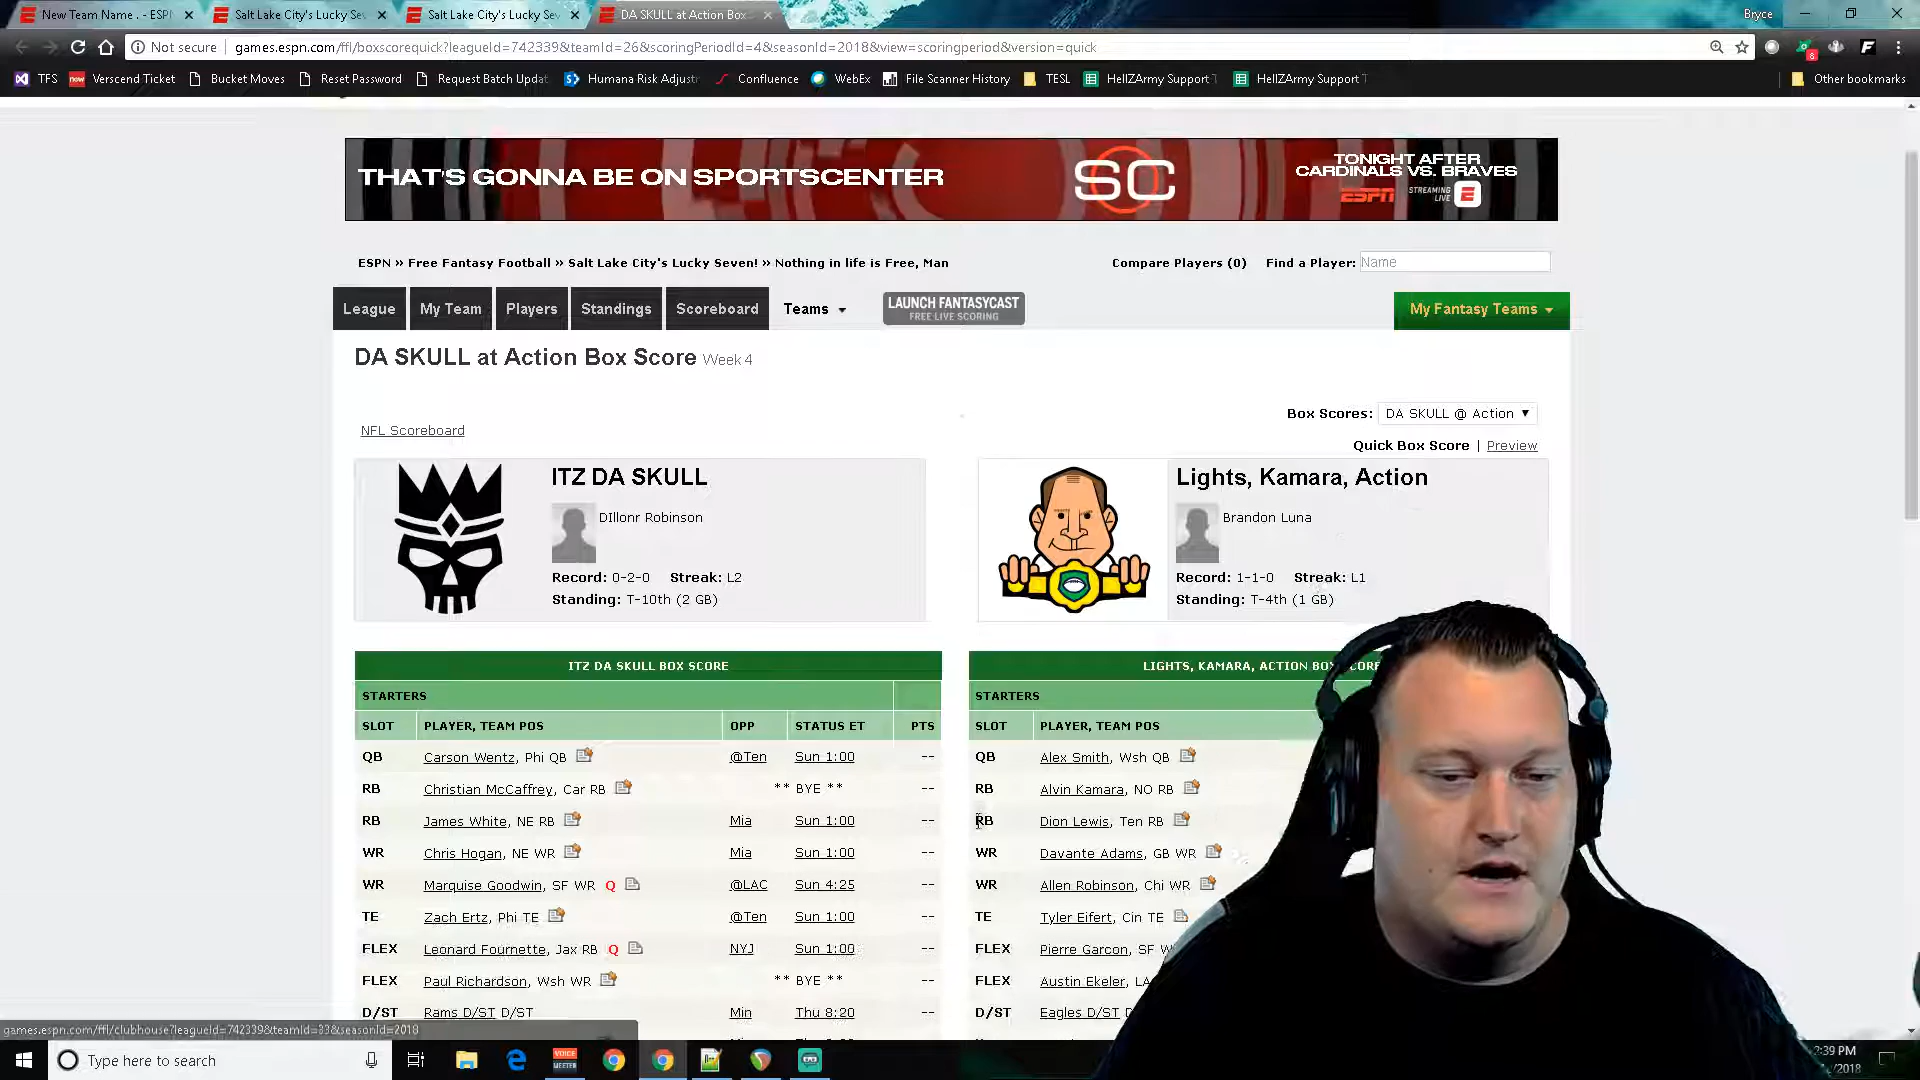 New Team Name . - ESP
Salt Lake City's Lucky Se
Salt Lake City's Lucky Se
DA SKULL at Action Box
Bryce
Not secure
games.espn.com/ffl/boxscorequick?leagueId=742339&teamId=26&scoringPeriodId=4&seasonId=2018&view=scoringperiod&version=quick
TFS
Verscend Ticket
Bucket Moves
Reset Password
Request Batch Updat
Humana Risk Adjust
Confluence
WebEx
File Scanner History
TESL
HellZArmy Support T
HellZArmy Support T
Other bookmarks
THAT'S GONNA BE ON SPORTSCENTER
SC
TONIGHT AFTER
CARDINALS VS. BRAVES
ESPN STREAMING LIVE E
ESPN » Free Fantasy Football » Salt Lake City's Lucky Seven! » Nothing in life is Free, Man
Compare Players (0) Find a Player: Name
League My Team Players Standings Scoreboard Teams
LAUNCH FANTASYCAST
FREE LIVE SCORING
My Fantasy Teams
DA SKULL at Action Box Score Week 4
Box Scores: DA SKULL @ Action
NFL Scoreboard
Quick Box Score | Preview
ITZ DA SKULL
DIllonr Robinson
Record: 0-2-0 Streak: L2
Standing: T-10th (2 GB)
Lights, Kamara, Action
Brandon Luna
Record: 1-1-0 Streak: L1
Standing: T-4th (1 GB)
ITZ DA SKULL BOX SCORE
STARTERS
SLOT PLAYER, TEAM POS OPP STATUS ET PTS
QB Carson Wentz, Phi QB @Ten Sun 1:00 --
RB Christian McCaffrey, Car RB ** BYE ** --
RB James White, NE RB Mia Sun 1:00 --
WR Chris Hogan, NE WR Mia Sun 1:00 --
WR Marquise Goodwin, SF WR Q @LAC Sun 4:25 --
TE Zach Ertz, Phi TE @Ten Sun 1:00 --
FLEX Leonard Fournette, Jax RB Q NYJ Sun 1:00 --
FLEX Paul Richardson, Wsh WR ** BYE ** --
D/ST Rams D/ST D/ST Min Thu 8:20 --
LIGHTS, KAMARA, ACTION BOX SCORE
STARTERS
SLOT PLAYER, TEAM POS
QB Alex Smith, Wsh QB
RB Alvin Kamara, NO RB
RB Dion Lewis, Ten RB
WR Davante Adams, GB WR
WR Allen Robinson, Chi WR
TE Tyler Eifert, Cin TE
FLEX Pierre Garcon, SF W
FLEX Austin Ekeler, LA
D/ST Eagles D/ST D
games.espn.com/ffl/clubhouse?leagueId=742339&teamId=33&seasonId=2018
Type here to search
VOICE
MEETER
:39 PM
/2018